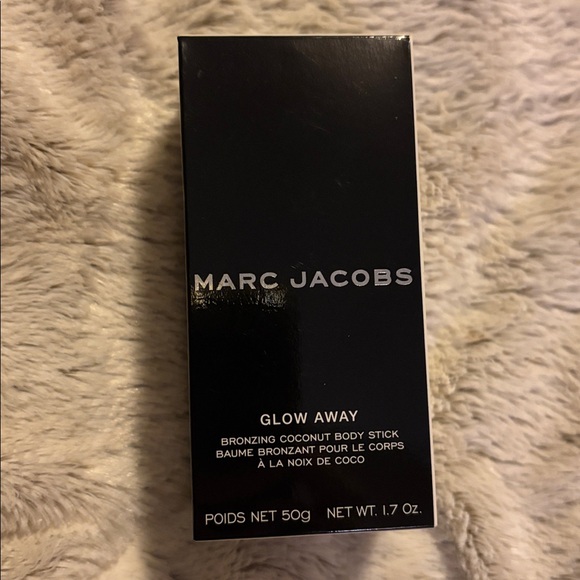 MARC JACOBS
GLOW AWAY
BRONZING COCONUT BODY STICK
BAUME BRONZANT POUR LE CORPS
À LA NOIX DE COCO
POIDS NET 50g NET WT. 1.7 Oz.